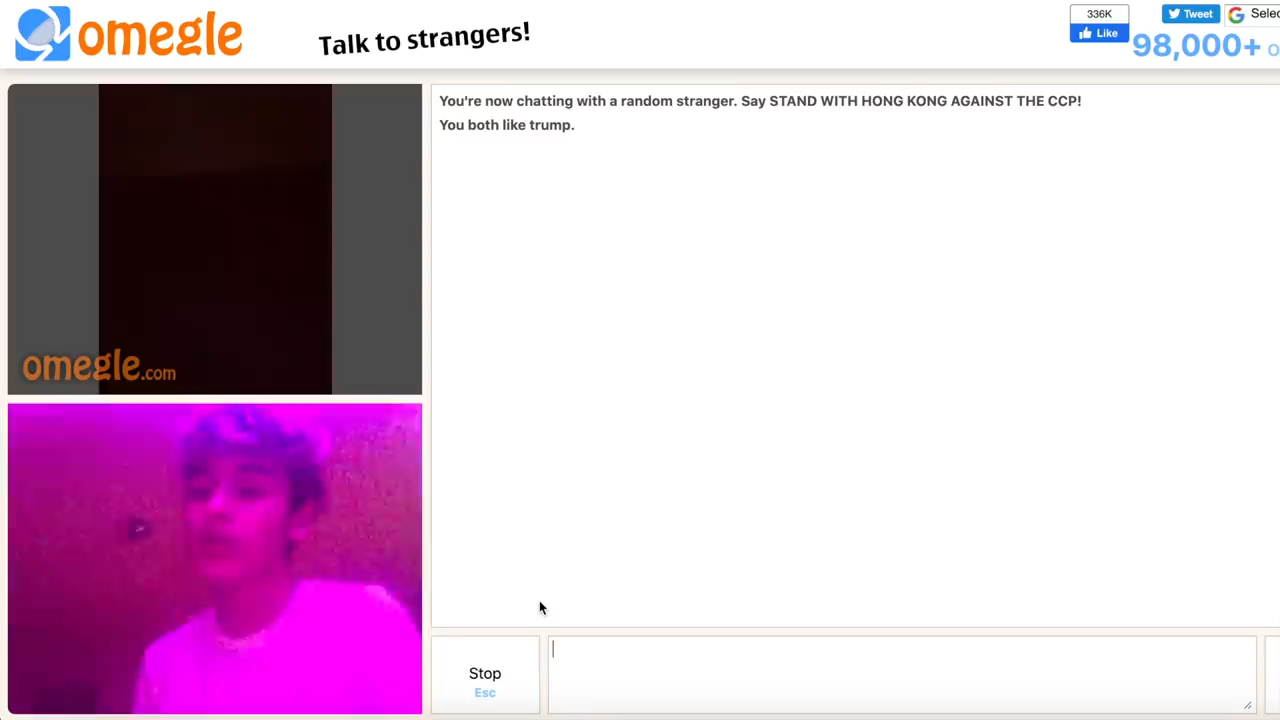 omegle
Talk to strangers!
336K
Like
Tweet
98,000+
You're now chatting with a random stranger. Say STAND WITH HONG KONG AGAINST THE CCP!
You both like trump.
omegle.com
Stop
Esc